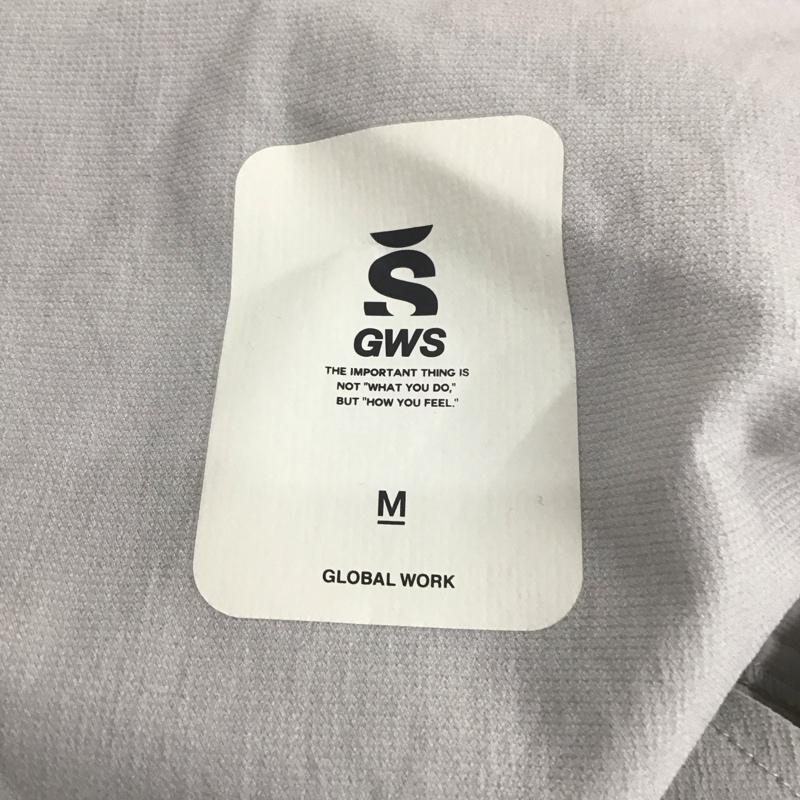 S
GWS
THE IMPORTANT THING IS
NOT "WHAT YOU DO,"
BUT "HOW YOU FEEL."
M
GLOBAL WORK